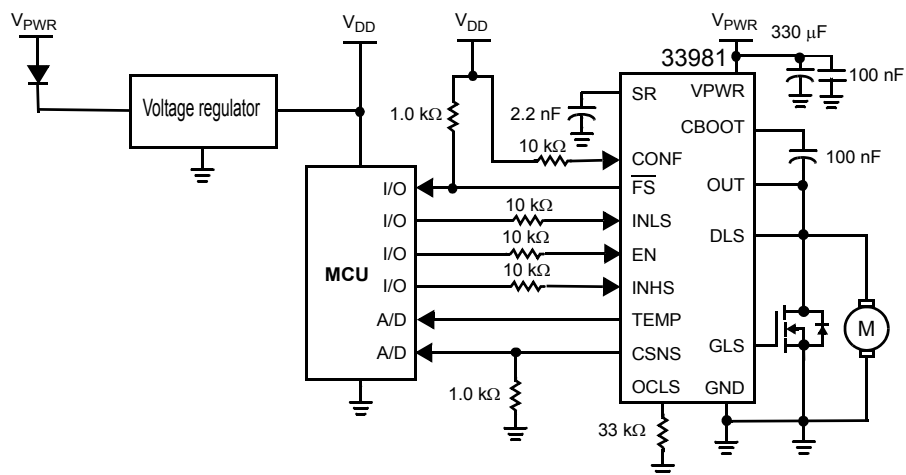 VPWR
VDD
VDD
VPWR
330 μF
33981
100 nF
Voltage regulator
1.0 kΩ
2.2 nF
SR
VPWR
CBOOT
10 kΩ
CONF
100 nF
I/O
FS
OUT
I/O
10 kΩ
INLS
DLS
I/O
10 kΩ
EN
MCU
I/O
10 kΩ
INHS
A/D
TEMP
M
A/D
CSNS
GLS
1.0 kΩ
OCLS
GND
33 kΩ